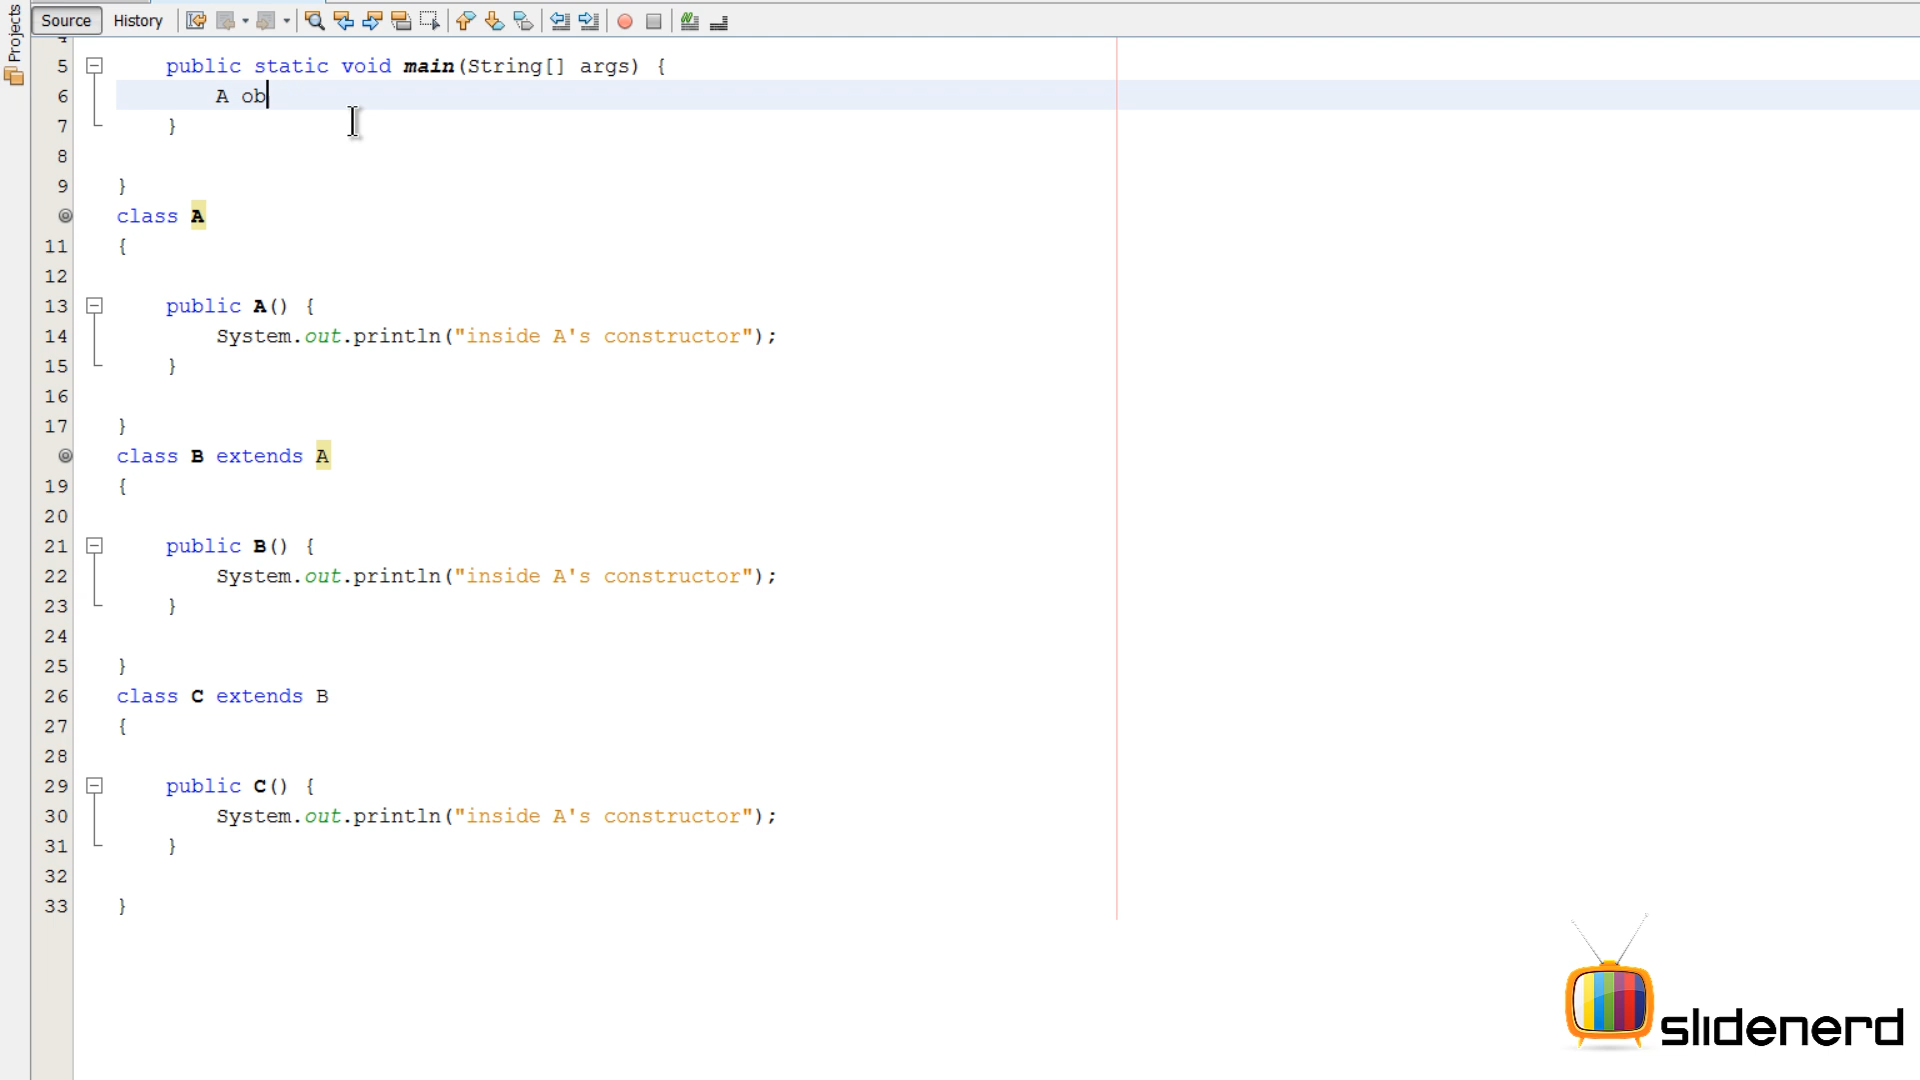 Projects
Source History
5 public static void main(String[] args) {
6 A ob
7 }
8
9 }
class A
11 {
12
13 public A() {
14 System.out.println("inside A's constructor");
15 }
16
17 }
class B extends A
19 {
20
21 public B() {
22 System.out.println("inside A's constructor");
23 }
24
25 }
26 class C extends B
27 {
28
29 public C() {
30 System.out.println("inside A's constructor");
31 }
32
33 }
slidenerd